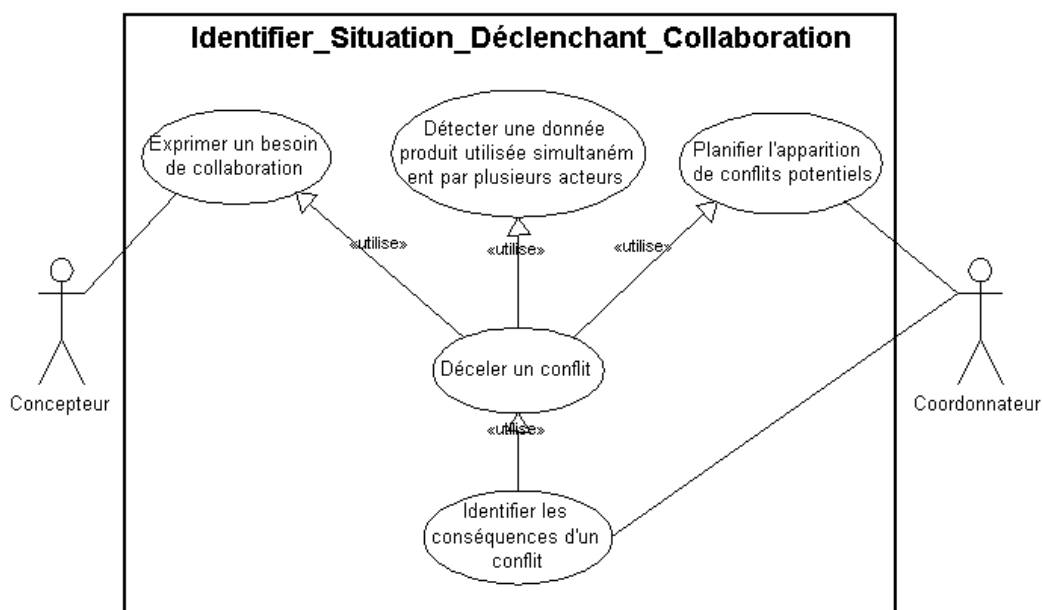 Identifier_Situation_Déclenchant_Collaboration
Exprimer un besoin
de collaboration
Détecter une donnée
produit utilisée simultaném
ent par plusieurs acteurs
Planifier l'apparition
de conflits potentiels
«utilise»
«utilise»
«utilise»
Déceler un conflit
Concepteur
Coordonnateur
«utilise»
Identifier les
conséquences d'un
conflit